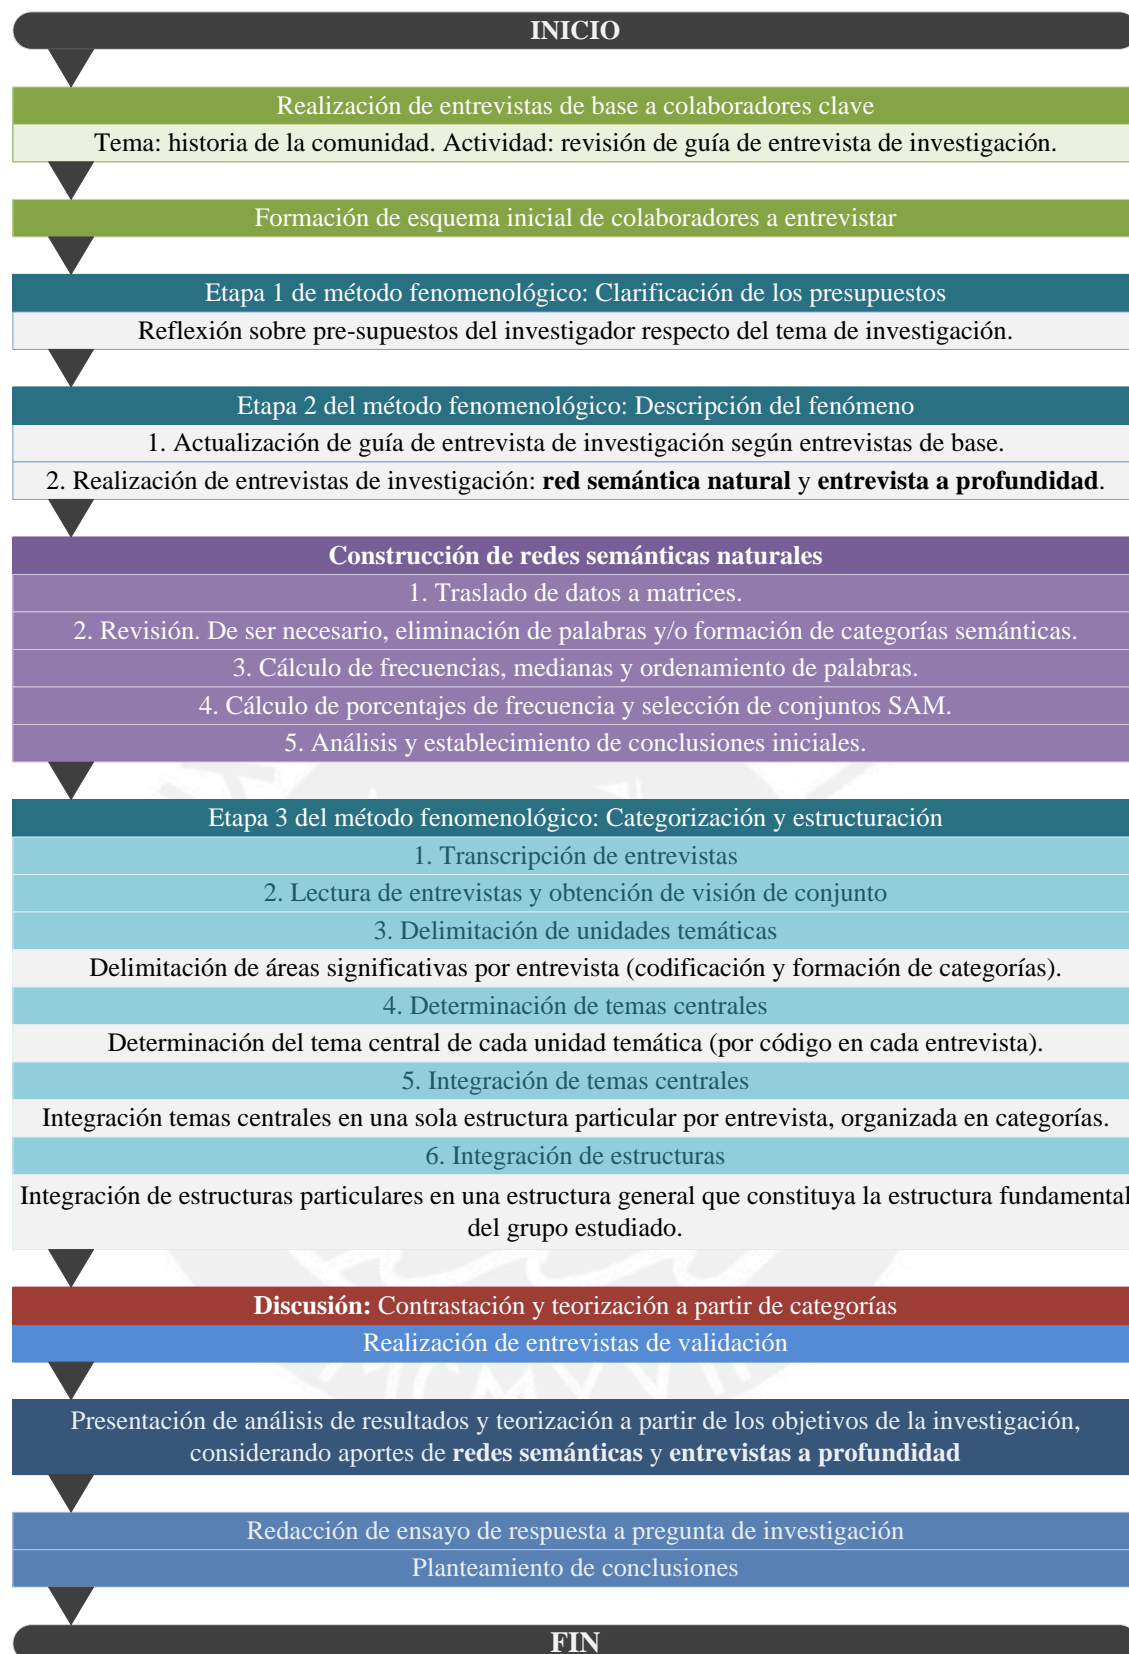 INICIO
Realización de entrevistas de base a colaboradores clave
Tema: historia de la comunidad. Actividad: revisión de guía de entrevista de investigación.
Formación de esquema inicial de colaboradores a entrevistar
Etapa 1 de método fenomenológico: Clarificación de los presupuestos
Reflexión sobre pre-supuestos del investigador respecto del tema de investigación.
Etapa 2 del método fenomenológico: Descripción del fenómeno
1. Actualización de guía de entrevista de investigación según entrevistas de base.
2. Realización de entrevistas de investigación: red semántica natural y entrevista a profundidad.
Construcción de redes semánticas naturales
1. Traslado de datos a matrices.
2. Revisión. De ser necesario, eliminación de palabras y/o formación de categorías semánticas.
3. Cálculo de frecuencias, medianas y ordenamiento de palabras.
4. Cálculo de porcentajes de frecuencia y selección de conjuntos SAM.
5. Análisis y establecimiento de conclusiones iniciales.
Etapa 3 del método fenomenológico: Categorización y estructuración
1. Transcripción de entrevistas
2. Lectura de entrevistas y obtención de visión de conjunto
3. Delimitación de unidades temáticas
Delimitación de áreas significativas por entrevista (codificación y formación de categorías).
4. Determinación de temas centrales
Determinación del tema central de cada unidad temática (por código en cada entrevista).
5. Integración de temas centrales
Integración temas centrales en una sola estructura particular por entrevista, organizada en categorías.
6. Integración de estructuras
Integración de estructuras particulares en una estructura general que constituya la estructura fundamental
del grupo estudiado.
Discusión: Contrastación y teorización a partir de categorías
Realización de entrevistas de validación
MCMXVII
Presentación de análisis de resultados y teorización a partir de los objetivos de la investigación,
considerando aportes de redes semánticas y entrevistas a profundidad
Redacción de ensayo de respuesta a pregunta de investigación
Planteamiento de conclusiones
FIN